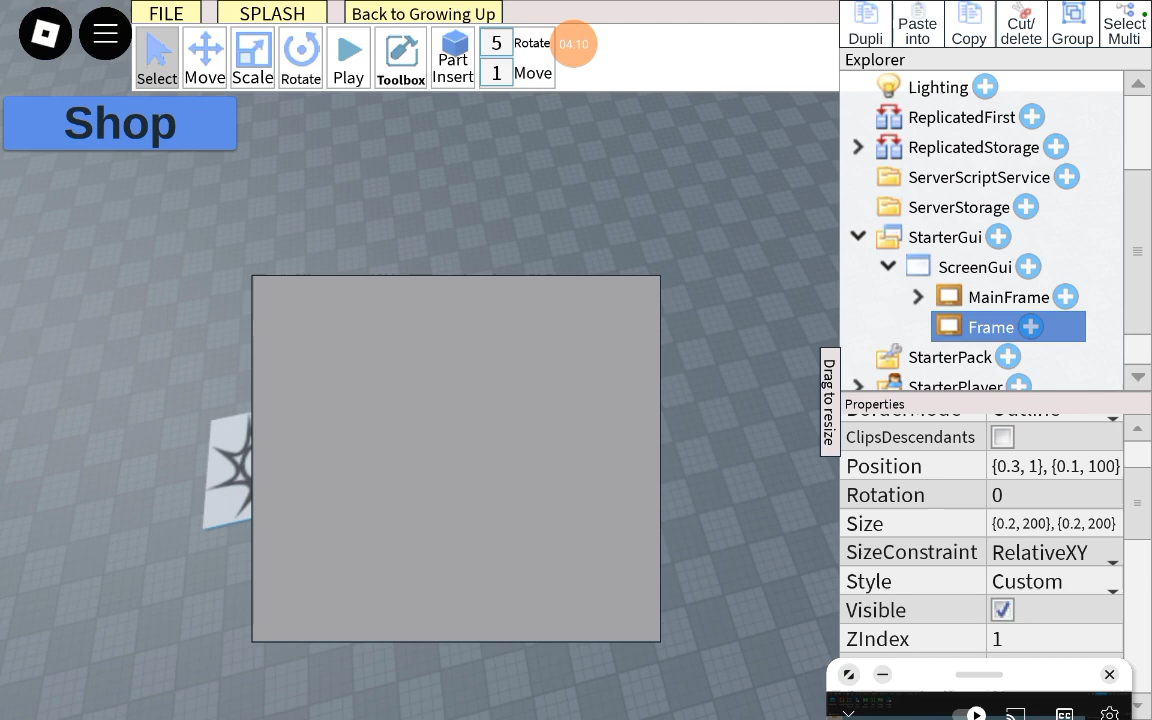 FILE
SPLASH
Back to Growing Up
Select
Move
Scale
Rotate
Play
Toolbox
Part
Insert
5 Rotate
1 Move
04:10
Dupli
Paste
into
Copy
Cut/
delete
Group
Select
Multi
Shop
Explorer
Lighting
ReplicatedFirst
ReplicatedStorage
ServerScriptService
ServerStorage
StarterGui
ScreenGui
MainFrame
Frame
StarterPack
StarterPlayer
Drag to resize
Properties
ClipsDescendants
Position {0.3, 1}, {0.1, 100}
Rotation 0
Size {0.2, 200}, {0.2, 200}
SizeConstraint RelativeXY
Style Custom
Visible
ZIndex 1